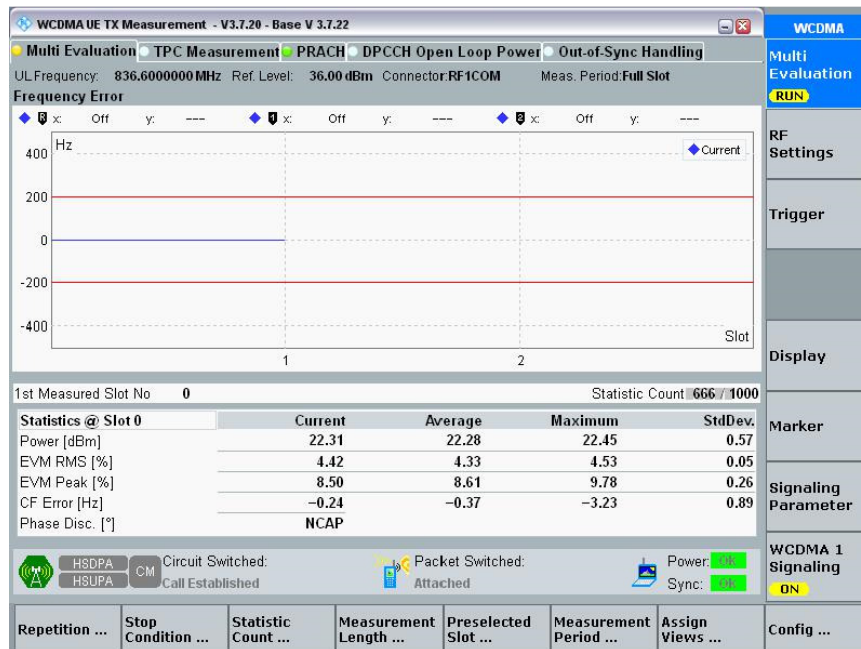 WCDMA UE TX Measurement - V3.7.20 - Base V 3.7.22
WCDMA
Multi Evaluation TPC Measurement PRACH DPCCH Open Loop Power Out-of-Sync Handling
Multi Evaluation
RUN
UL Frequency: 836.6000000 MHz Ref. Level: 36.00 dBm Connector:RF1COM Meas. Period:Full Slot
Frequency Error
R x: Off y: --- 1 x: Off y: --- 2 x: Off y: ---
RF Settings
Hz
Current
400
200
Trigger
0
-200
-400
Slot
1 2
Display
1st Measured Slot No 0 Statistic Count 666 / 1000
Statistics @ Slot 0 Current Average Maximum StdDev.
Power [dBm] 22.31 22.28 22.45 0.57
Marker
EVM RMS [%] 4.42 4.33 4.53 0.05
EVM Peak [%] 8.50 8.61 9.78 0.26
CF Error [Hz] −0.24 −0.37 −3.23 0.89
Phase Disc. [°] NCAP
Signaling Parameter
HSDPA
HSUPA
CM
Circuit Switched:
Call Established
Packet Switched:
Attached
Power: OK
Sync: OK
WCDMA 1 Signaling
ON
Repetition ... Stop Condition ... Statistic Count ... Measurement Length ... Preselected Slot ... Measurement Period ... Assign Views ... Config ...